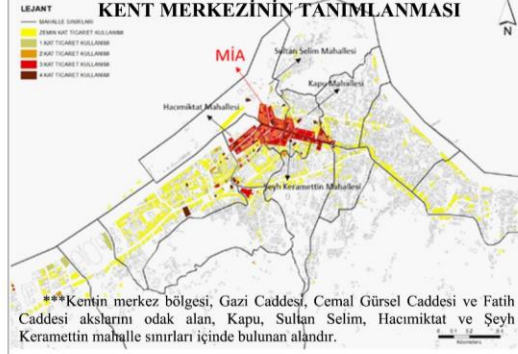 LEJANT
KENT MERKEZİNİN TANIMLANMASI
MAHALLE SINIRLARI
ZEMİN KAT TİCARET KULLANIMI
1 KAT TİCARET KULLANIMI
2 KAT TİCARET KULLANIMI
3 KAT TİCARET KULLANIMI
4 KAT TİCARET KULLANIMI
N
Sultan Selim Mahallesi
MİA
Kapu Mahallesi
Hacımiktat Mahallesi
Şeyh Keramettin Mahallesi
***Kentin merkez bölgesi, Gazi Caddesi, Cemal Gürsel Caddesi ve Fatih
Caddesi akslarını odak alan, Kapu, Sultan Selim, Hacımiktat ve Şeyh
Keramettin mahalle sınırları içinde bulunan alandır.